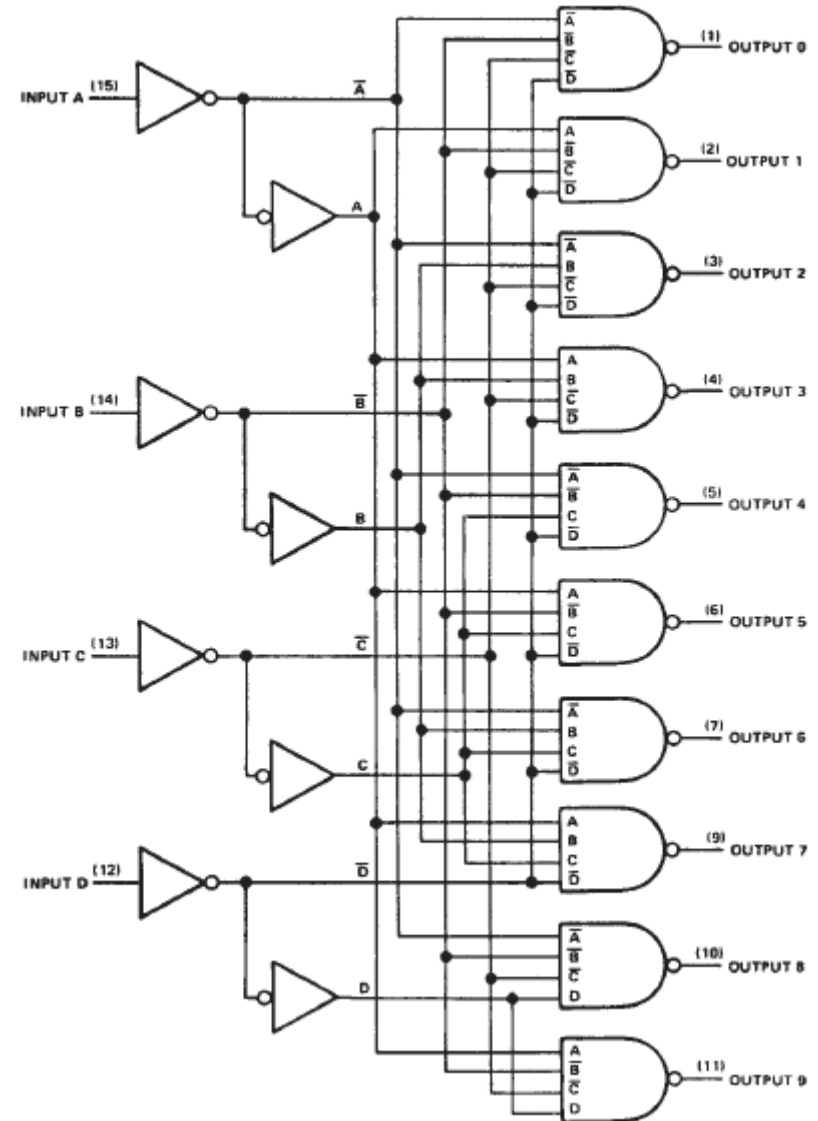 A̅
B̅
C̅
D̅
(1) OUTPUT 0
INPUT A (15)
A̅
A
B̅
C̅
D̅
(2) OUTPUT 1
A
A̅
B
C̅
D̅
(3) OUTPUT 2
A
B
C̅
D̅
(4) OUTPUT 3
INPUT B (14)
B̅
A̅
B̅
C
D̅
(5) OUTPUT 4
B
A
B̅
C
D̅
(6) OUTPUT 5
INPUT C (13)
C̅
A̅
B
C
D̅
(7) OUTPUT 6
C
A
B
C
D̅
(9) OUTPUT 7
INPUT D (12)
D̅
A̅
B̅
C̅
D
(10) OUTPUT 8
D
A
B̅
C̅
D
(11) OUTPUT 9